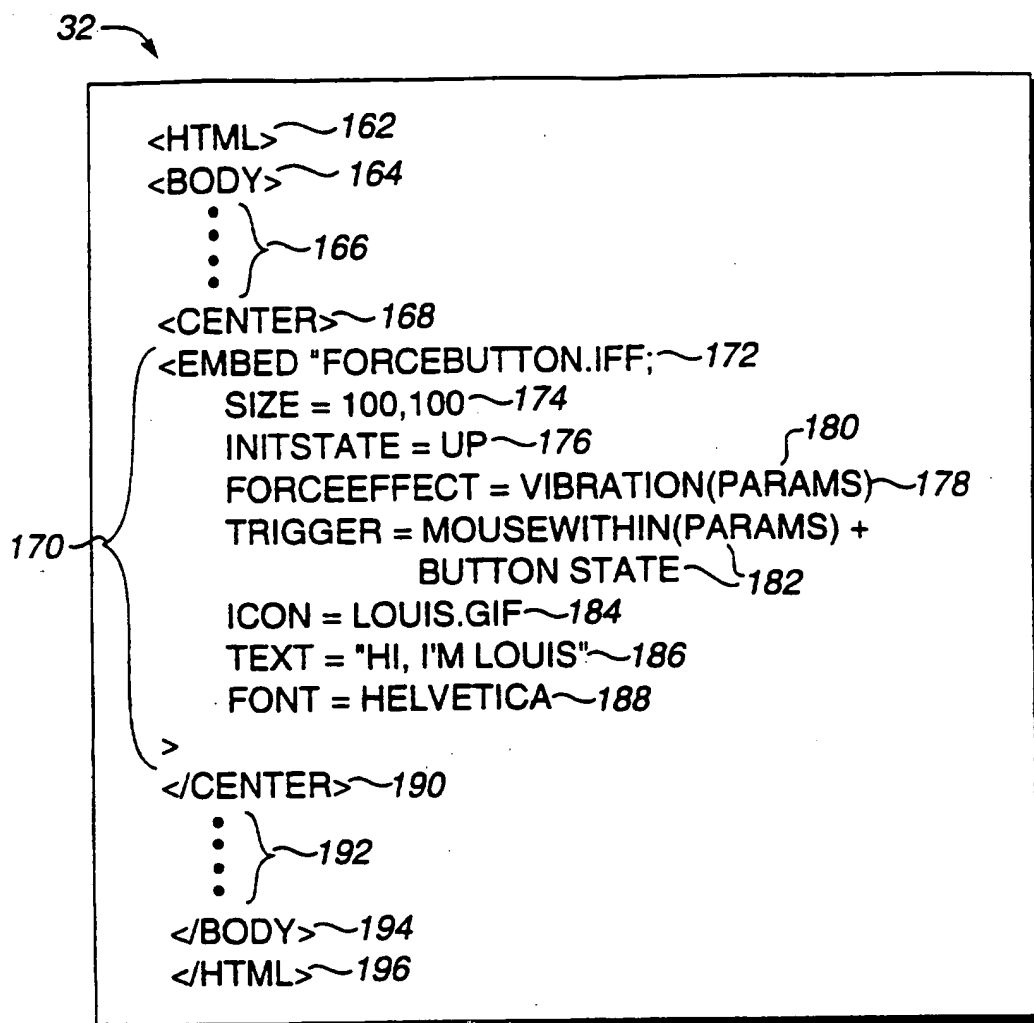 32
<HTML> 162
<BODY> 164
166
<CENTER> 168
<EMBED "FORCEBUTTON.IFF; 172
SIZE = 100,100 174
INITSTATE = UP 176
180
FORCEEFFECT = VIBRATION(PARAMS) 178
170 TRIGGER = MOUSEWITHIN(PARAMS) +
BUTTON STATE 182
ICON = LOUIS.GIF 184
TEXT = "HI, I'M LOUIS" 186
FONT = HELVETICA 188
>
</CENTER> 190
192
</BODY> 194
</HTML> 196